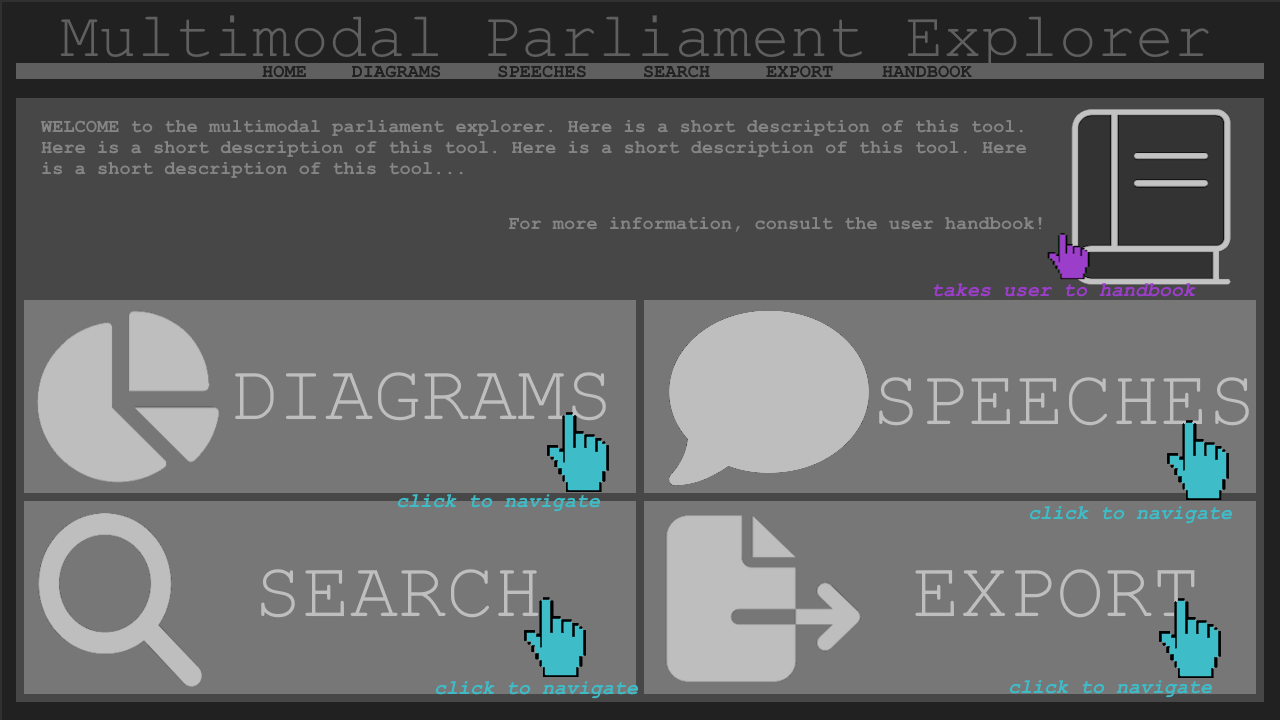 Multimodal Parliament Explorer
HOME DIAGRAMS SPEECHES SEARCH EXPORT HANDBOOK
WELCOME to the multimodal parliament explorer. Here is a short description of this tool.
Here is a short description of this tool. Here is a short description of this tool. Here
is a short description of this tool...
For more information, consult the user handbook!
takes user to handbook
DIAGRAMS
click to navigate
SPEECHES
click to navigate
SEARCH
click to navigate
EXPORT
click to navigate